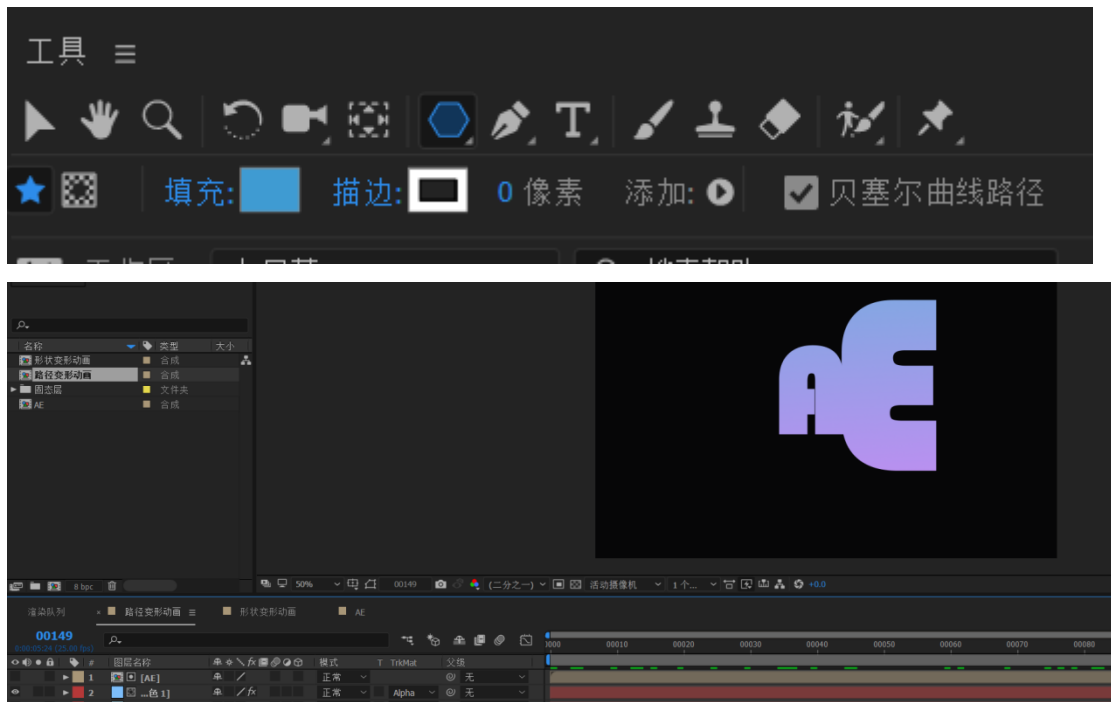 工具
填充: 描边: 0 像素 添加: 贝塞尔曲线路径
AE
名称 类型 大小
形状变形动画 合成
路径变形动画 合成
固态层 文件夹
AE 合成
8 bpc
50% 00149 (二分之一) 活动摄像机 1个... +0.0
渲染队列 × 路径变形动画 形状变形动画 AE
00149
0:00:05:24 (25.00 fps)
0000 00010 00020 00030 00040 00050 00060 00070 00080
# 图层名称 模式 T TrkMat 父级
1 [AE] 正常 无
2 ...色 1] 正常 Alpha 无